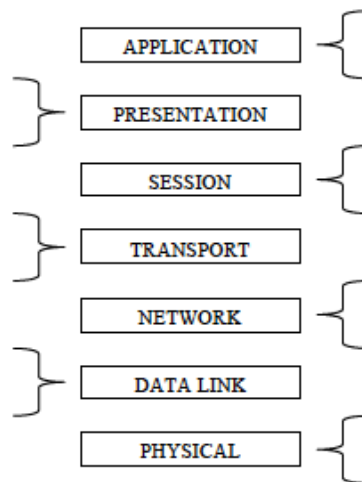 APPLICATION
PRESENTATION
SESSION
TRANSPORT
NETWORK
DATA LINK
PHYSICAL